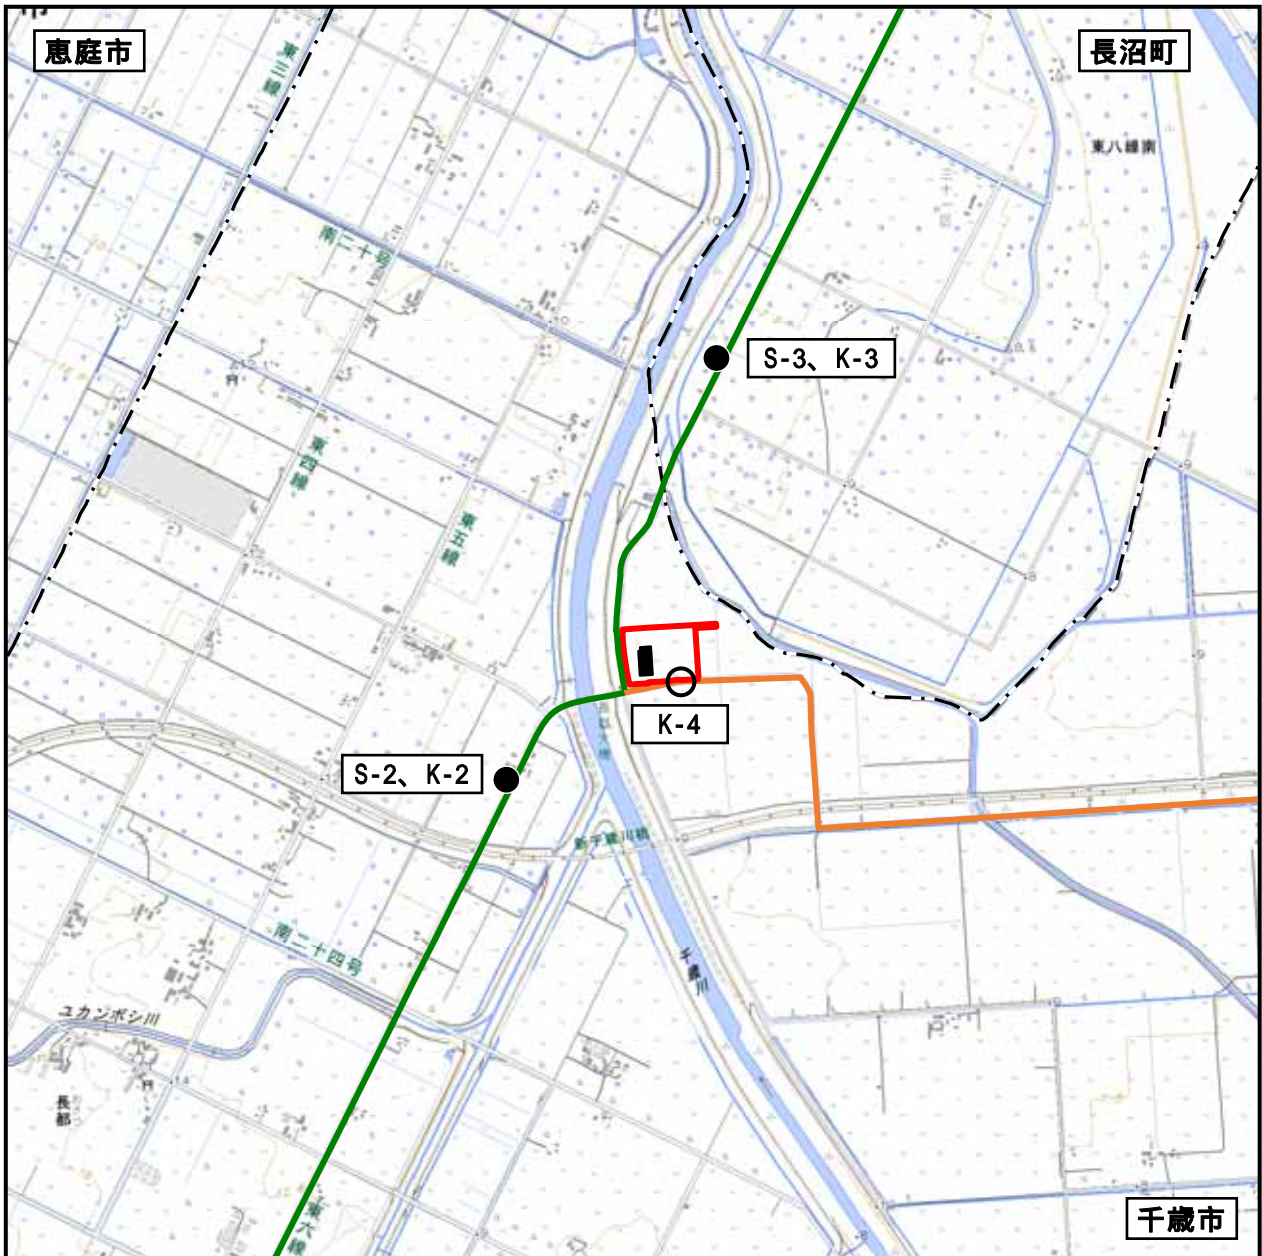 恵庭市
長沼町
東三線
東八線南
南二十号
S-3、K-3
東四線
東五線
K-4
S-2、K-2
新千歳川橋
南二十四号
千歳川
ユカンボシ川
長都
14
東六線
千歳市